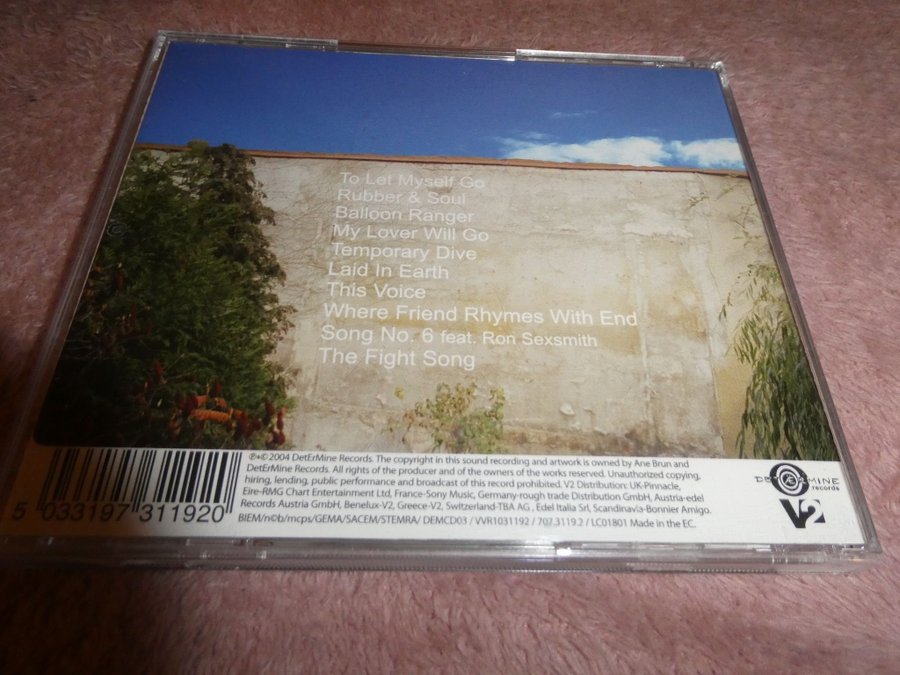 To Let Myself Go
Rubber & Soul
Balloon Ranger
My Lover Will Go
Temporary Dive
Laid In Earth
This Voice
Where Friend Rhymes With End
Song No. 6 feat. Ron Sexsmith
The Fight Song
5 033197 311920
℗+© 2004 DetErMine Records. The copyright in this sound recording and artwork is owned by Ane Brun and
DetErMine Records. All rights of the producer and of the owners of the works reserved. Unauthorized copying,
hiring, lending, public performance and broadcast of this record prohibited. V2 Distribution: UK-Pinnacle,
Eire-RMG Chart Entertainment Ltd, France-Sony Music, Germany-rough trade Distribution GmbH, Austria-edel
Records Austria GmbH, Benelux-V2, Greece-V2, Switzerland-TBA AG, Edel Italia Srl, Scandinavia-Bonnier Amigo.
BIEM/n©b/mcps/GEMA/SACEM/STEMRA/ DEMCD03 / VVR1031192 / 707.3119.2 / LC01801 Made in the EC.
DETÆRMINE
records
V2